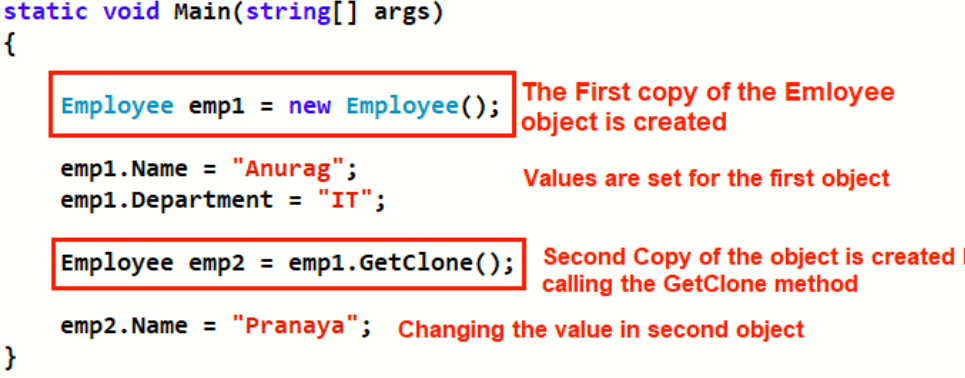 static void Main(string[] args)
{
Employee emp1 = new Employee();
The First copy of the Emloyee
object is created
emp1.Name = "Anurag";
emp1.Department = "IT";
Values are set for the first object
Employee emp2 = emp1.GetClone();
Second Copy of the object is created
calling the GetClone method
emp2.Name = "Pranaya";
Changing the value in second object
}